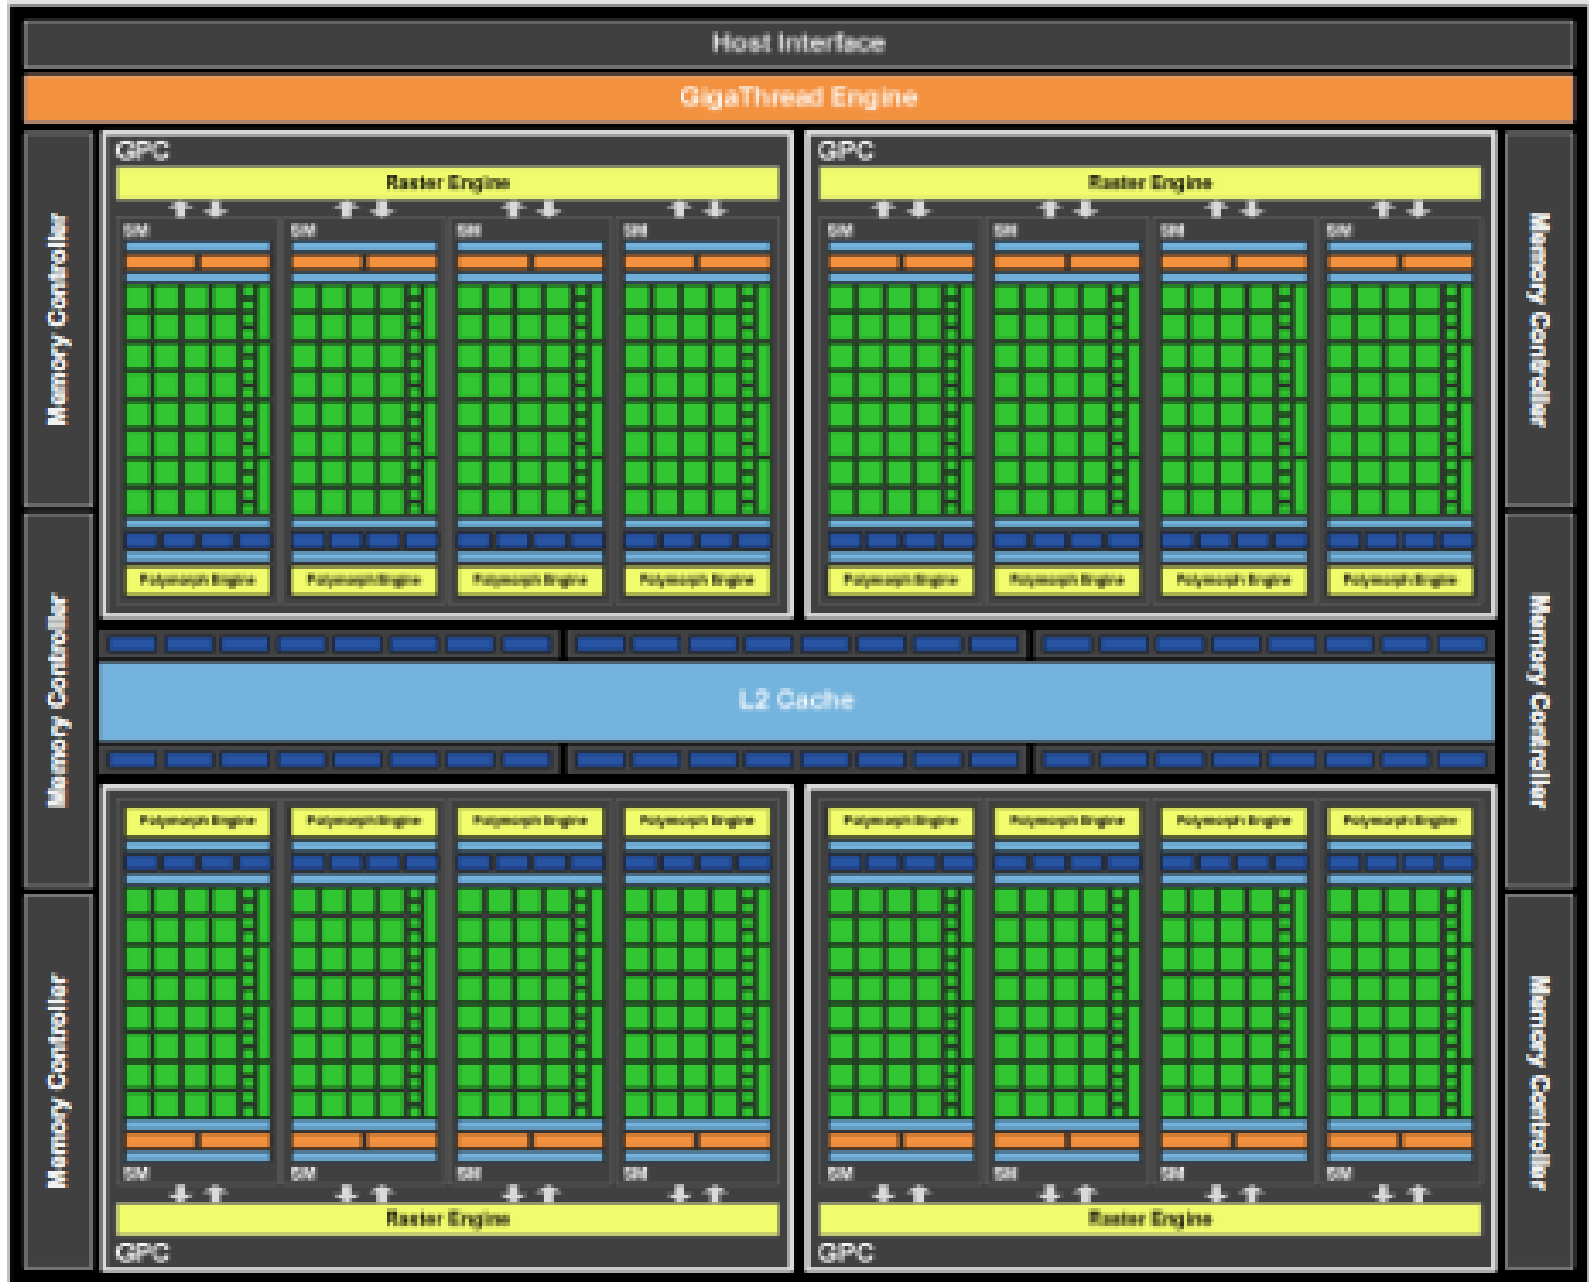 Host Interface
GigaThread Engine
GPC
GPC
Raster Engine
Raster Engine
SM SM SM SM
SM SM SM SM
Memory Controller
Memory Controller
Polymorph Engine Polymorph Engine Polymorph Engine Polymorph Engine
Polymorph Engine Polymorph Engine Polymorph Engine Polymorph Engine
Memory Controller
L2 Cache
Memory Controller
Polymorph Engine Polymorph Engine Polymorph Engine Polymorph Engine
Polymorph Engine Polymorph Engine Polymorph Engine Polymorph Engine
Memory Controller
Memory Controller
SM SM SM SM
SM SM SM SM
Raster Engine
Raster Engine
GPC
GPC